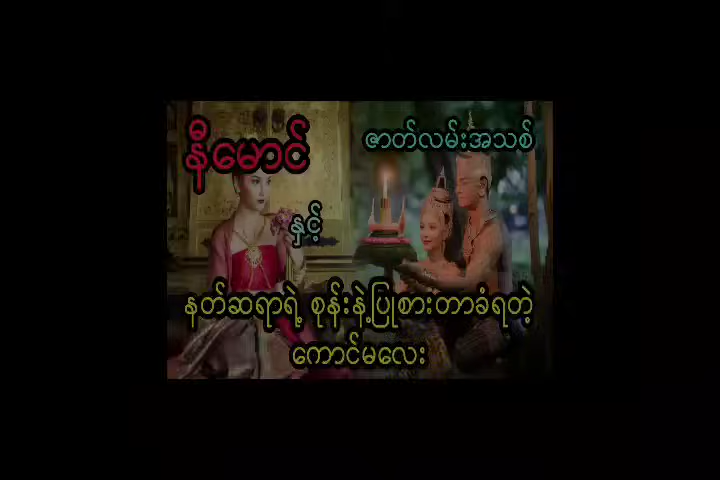 နီမောင်
ဇာတ်လမ်းအသစ်
နှင့်
နတ်ဆရာရဲ့ စုန်းနဲ့ပြုစားတာခံရတဲ့
ကောင်မလေး